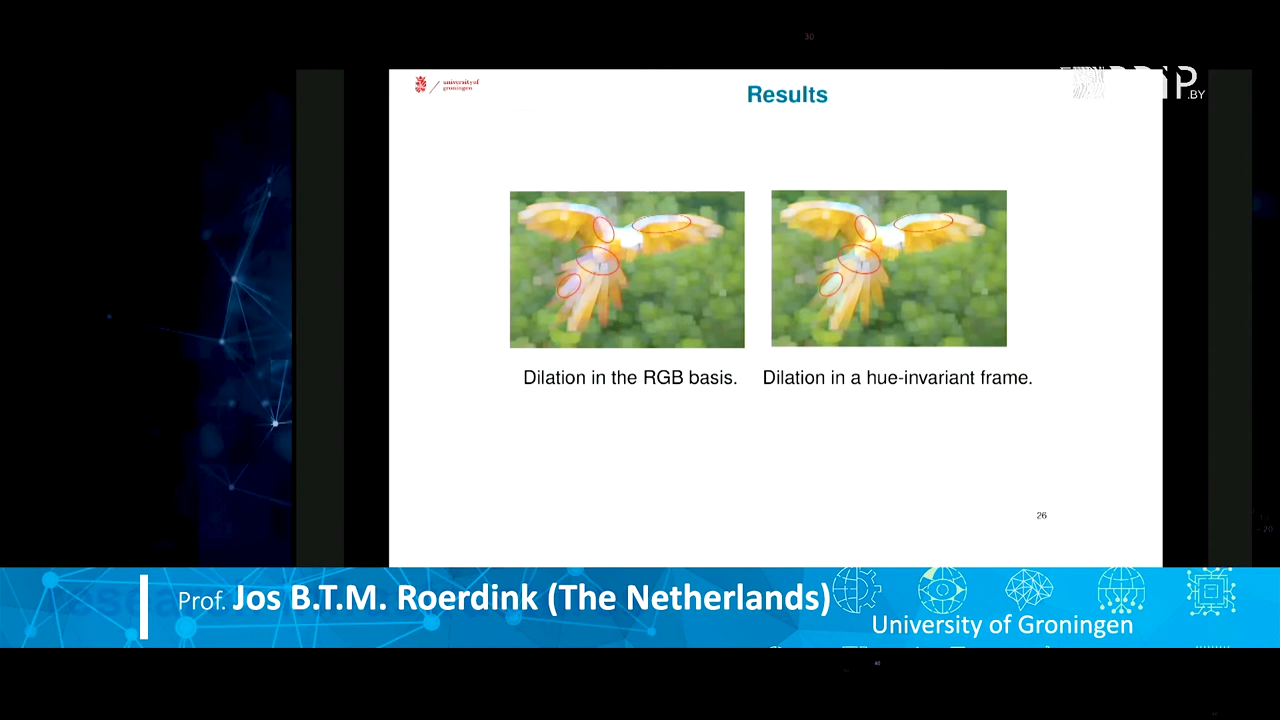 30
university of
groningen
Results
.BY
Dilation in the RGB basis.
Dilation in a hue-invariant frame.
26
Prof. Jos B.T.M. Roerdink (The Netherlands)
University of Groningen